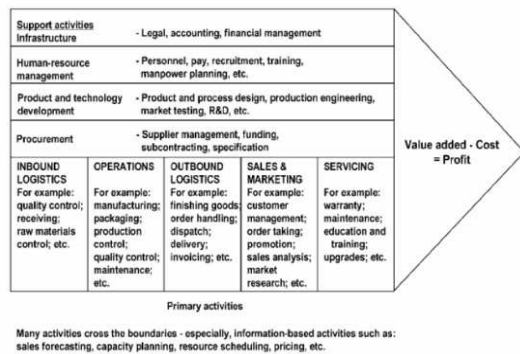 Support activities
Infrastructure - Legal, accounting, financial management
Human-resource - Personnel, pay, recruitment, training,
management manpower planning, etc.
Product and technology - Product and process design, production engineering,
development market testing, R&D, etc.
Procurement - Supplier management, funding,
subcontracting, specification
Value added - Cost
= Profit
INBOUND
LOGISTICS
For example:
quality control;
receiving;
raw materials
control; etc.
OPERATIONS
For example:
manufacturing;
packaging;
production
control;
quality control;
maintenance;
etc.
OUTBOUND
LOGISTICS
For example:
finishing goods;
order handling;
dispatch;
delivery;
invoicing; etc.
SALES &
MARKETING
For example:
customer
management;
order taking;
promotion;
sales analysis;
market
research; etc.
SERVICING
For example:
warranty;
maintenance;
education and
training;
upgrades; etc.
Primary activities
Many activities cross the boundaries - especially, information-based activities such as:
sales forecasting, capacity planning, resource scheduling, pricing, etc.